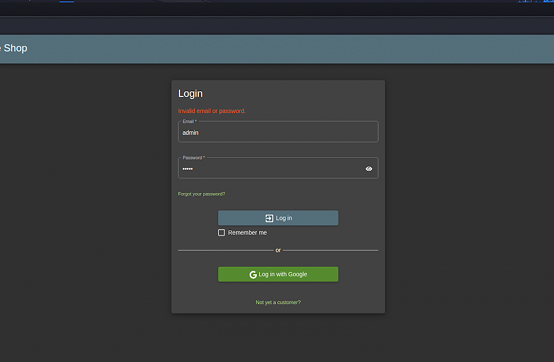 Shop
Login
Invalid email or password.
Email *
admin
Password *
•••••
Forgot your password?
Log in
Remember me
or
Log in with Google
Not yet a customer?